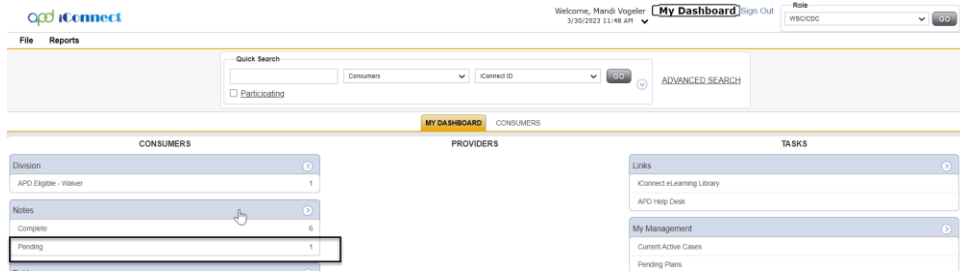 apd iConnect
Welcome, Mandi Vogeler My Dashboard Sign Out
3/30/2023 11:48 AM
Role
WSC/CDC GO
File Reports
Quick Search
Consumers iConnect ID GO ADVANCED SEARCH
Participating
MY DASHBOARD CONSUMERS
CONSUMERS PROVIDERS TASKS
Division
APD Eligible - Waiver 1
Notes
Complete 6
Pending 1
Links
iConnect eLearning Library
APD Help Desk
My Management
Current Active Cases
Pending Plans